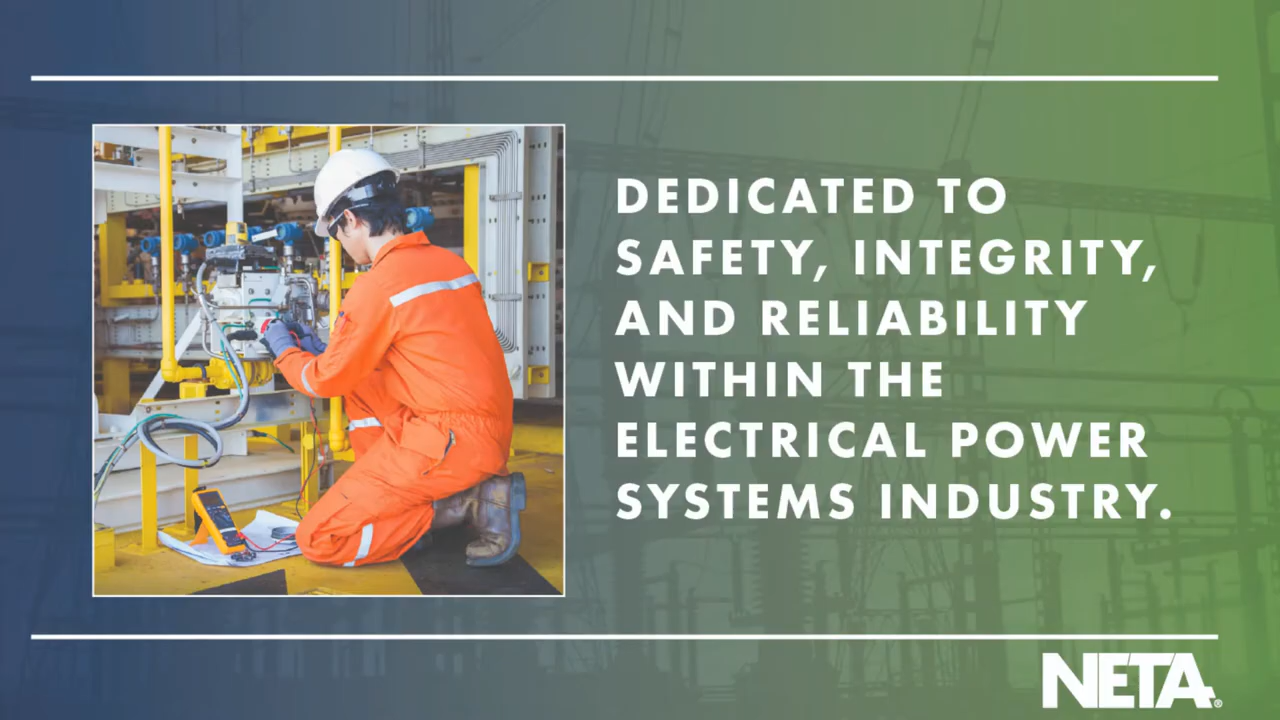 DEDICATED TO
SAFETY, INTEGRITY,
AND RELIABILITY
WITHIN THE
ELECTRICAL POWER
SYSTEMS INDUSTRY.
NETA®